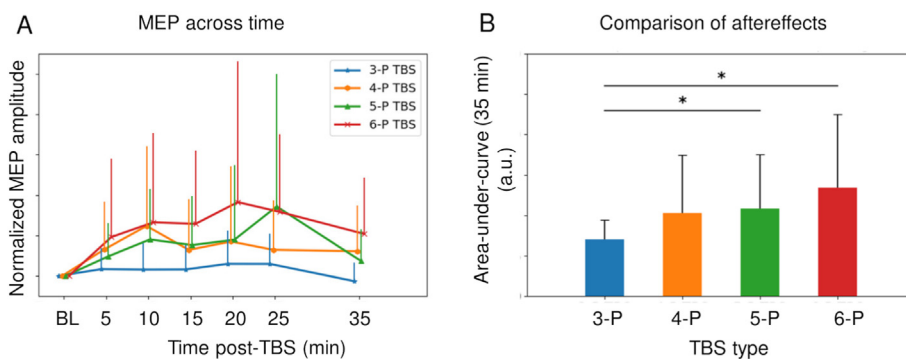 A
MEP across time
Normalized MEP amplitude
3-P TBS
4-P TBS
5-P TBS
6-P TBS
BL 5 10 15 20 25 35
Time post-TBS (min)
B
Comparison of aftereffects
Area-under-curve (35 min)
(a.u.)
*
*
3-P 4-P 5-P 6-P
TBS type